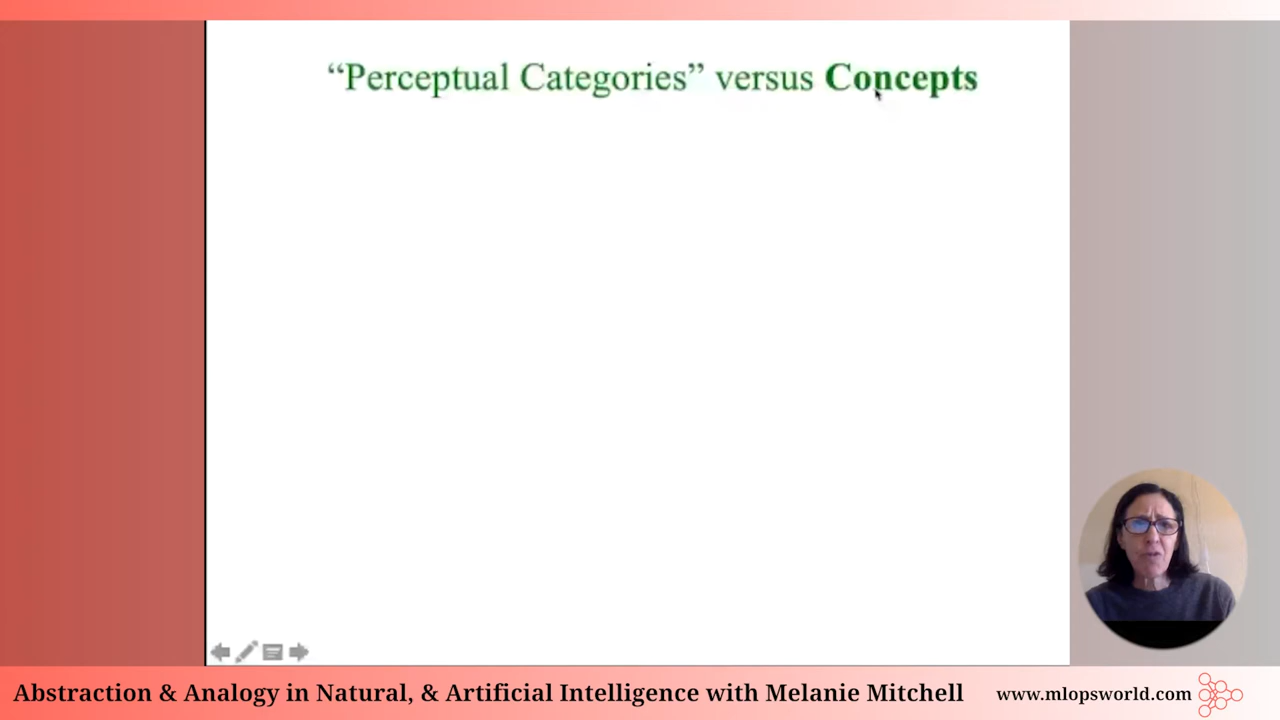 “Perceptual Categories” versus Concepts
Abstraction & Analogy in Natural, & Artificial Intelligence with Melanie Mitchell
www.mlopsworld.com